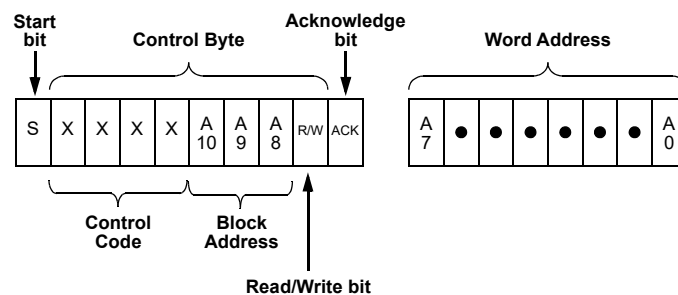 Start
bit
Control Byte
Acknowledge
bit
Word Address
S X X X X A
10 A
9 A
8 R/W ACK
A
7 • • • • • • A
0
Control
Code
Block
Address
Read/Write bit